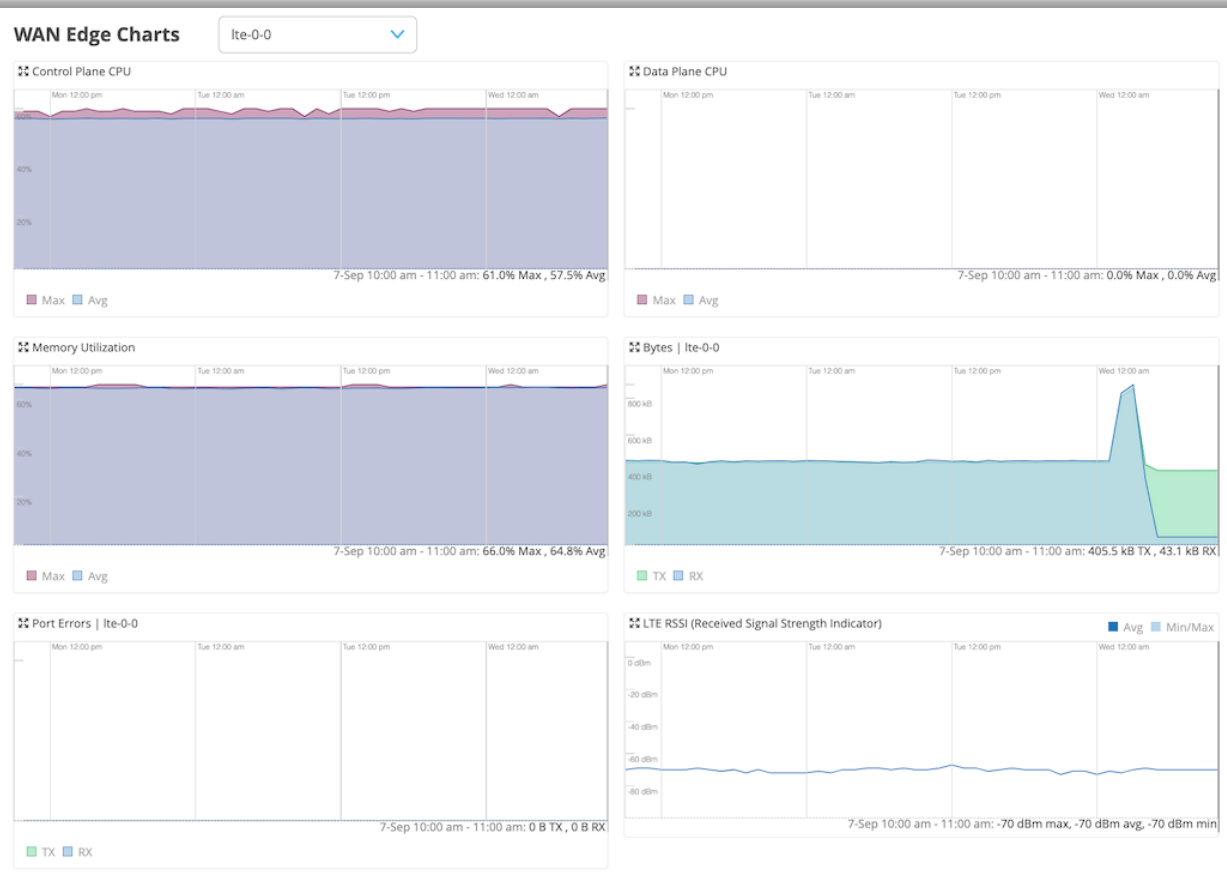 WAN Edge Charts
lte-0-0
Control Plane CPU
Mon 12:00 pm Tue 12:00 am Tue 12:00 pm Wed 12:00 am
60%
40%
20%
7-Sep 10:00 am - 11:00 am: 61.0% Max , 57.5% Avg
Max Avg
Data Plane CPU
Mon 12:00 pm Tue 12:00 am Tue 12:00 pm Wed 12:00 am
7-Sep 10:00 am - 11:00 am: 0.0% Max , 0.0% Avg
Max Avg
Memory Utilization
Mon 12:00 pm Tue 12:00 am Tue 12:00 pm Wed 12:00 am
60%
40%
20%
7-Sep 10:00 am - 11:00 am: 66.0% Max , 64.8% Avg
Max Avg
Bytes | lte-0-0
Mon 12:00 pm Tue 12:00 am Tue 12:00 pm Wed 12:00 am
800 kB
600 kB
400 kB
200 kB
7-Sep 10:00 am - 11:00 am: 405.5 kB TX , 43.1 kB RX
TX RX
Port Errors | lte-0-0
Mon 12:00 pm Tue 12:00 am Tue 12:00 pm Wed 12:00 am
7-Sep 10:00 am - 11:00 am: 0 B TX , 0 B RX
TX RX
LTE RSSI (Received Signal Strength Indicator)
Avg Min/Max
Mon 12:00 pm Tue 12:00 am Tue 12:00 pm Wed 12:00 am
0 dBm
-20 dBm
-40 dBm
-60 dBm
-80 dBm
7-Sep 10:00 am - 11:00 am: -70 dBm max, -70 dBm avg, -70 dBm min